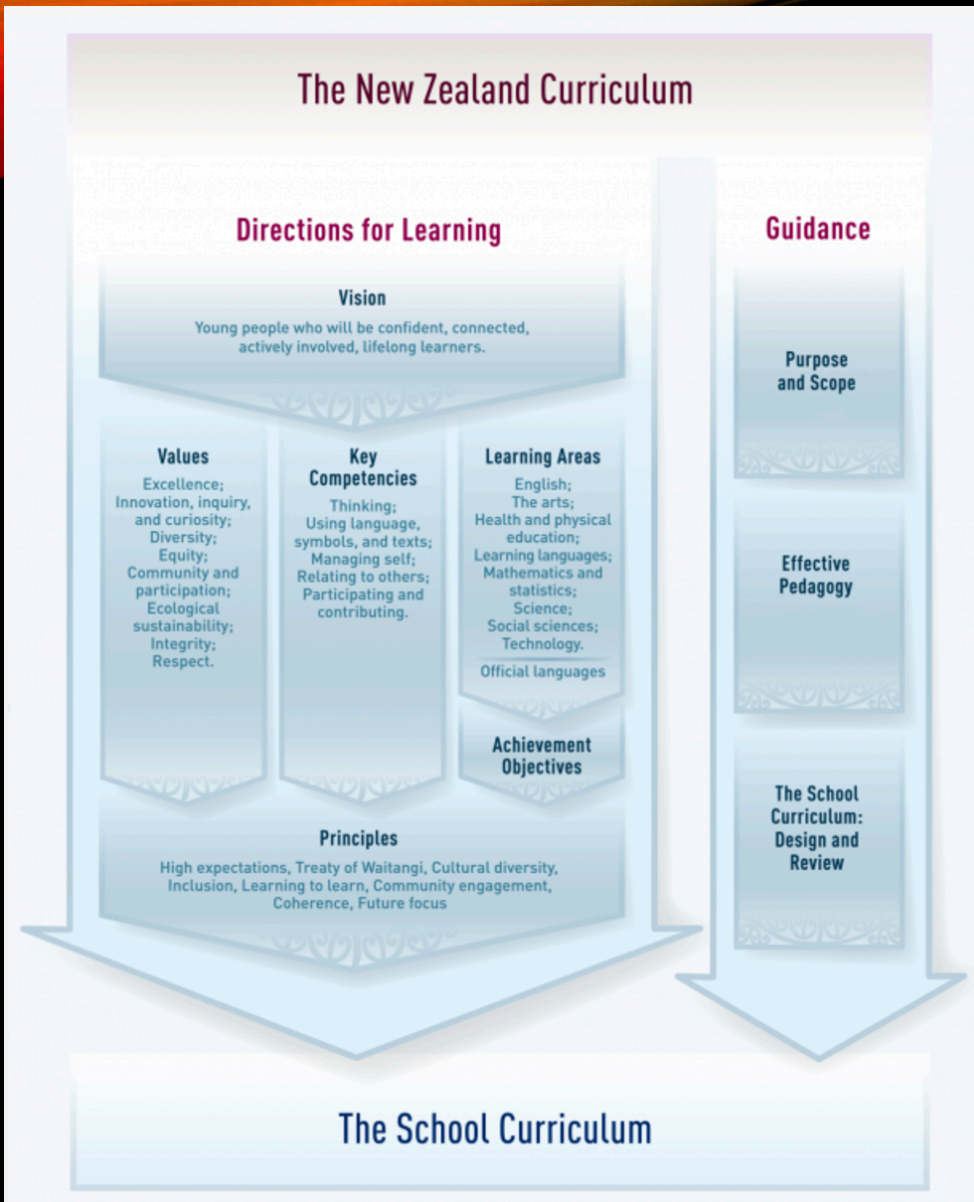 The New Zealand Curriculum
Directions for Learning
Vision
Young people who will be confident, connected,
actively involved, lifelong learners.
Values
Excellence;
Innovation, inquiry,
and curiosity;
Diversity;
Equity;
Community and
participation;
Ecological
sustainability;
Integrity;
Respect.
Key
Competencies
Thinking;
Using language,
symbols, and texts;
Managing self;
Relating to others;
Participating and
contributing.
Learning Areas
English;
The arts;
Health and physical
education;
Learning languages;
Mathematics and
statistics;
Science;
Social sciences;
Technology.
Official languages
Achievement
Objectives
Principles
High expectations, Treaty of Waitangi, Cultural diversity,
Inclusion, Learning to learn, Community engagement,
Coherence, Future focus
Guidance
Purpose
and Scope
Effective
Pedagogy
The School
Curriculum:
Design and
Review
The School Curriculum